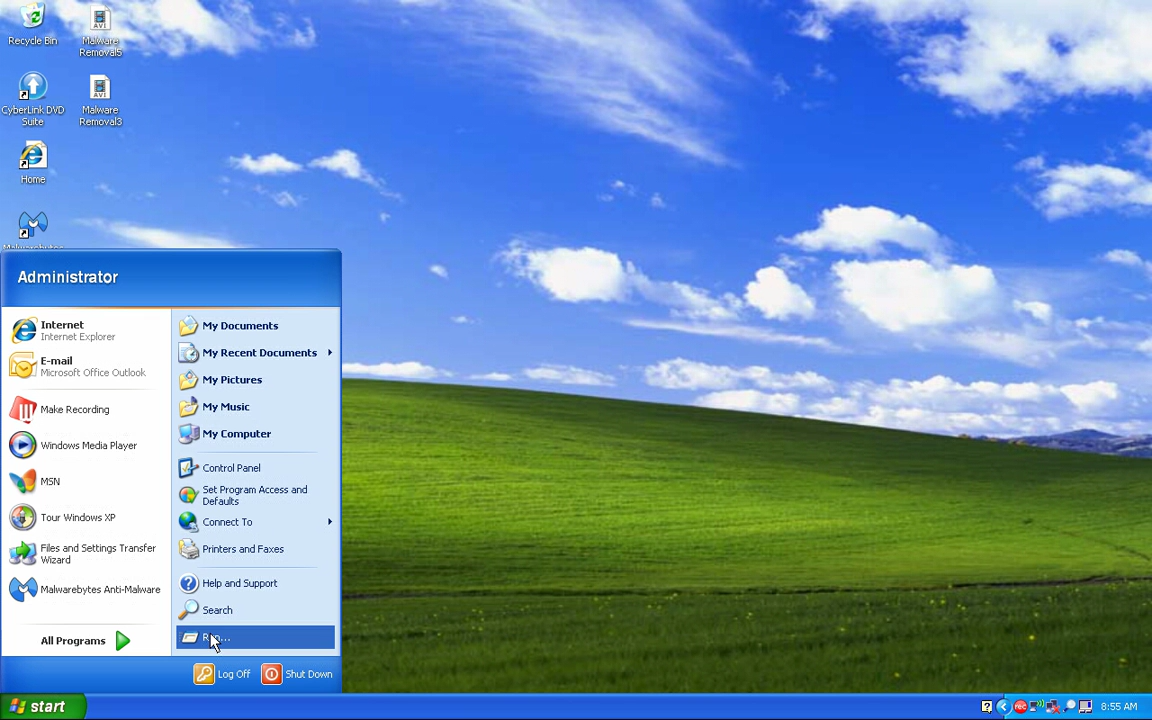 Recycle Bin
MalWare
Removal5
CyberLink DVD
Suite
Malware
Removal3
Home
Administrator
Internet
Internet Explorer
E-mail
Microsoft Office Outlook
Make Recording
Windows Media Player
MSN
Tour Windows XP
Files and Settings Transfer
Wizard
Malwarebytes Anti-Malware
All Programs
My Documents
My Recent Documents
My Pictures
My Music
My Computer
Control Panel
Set Program Access and
Defaults
Connect To
Printers and Faxes
Help and Support
Search
Log Off
Shut Down
start
rec
8:55 AM